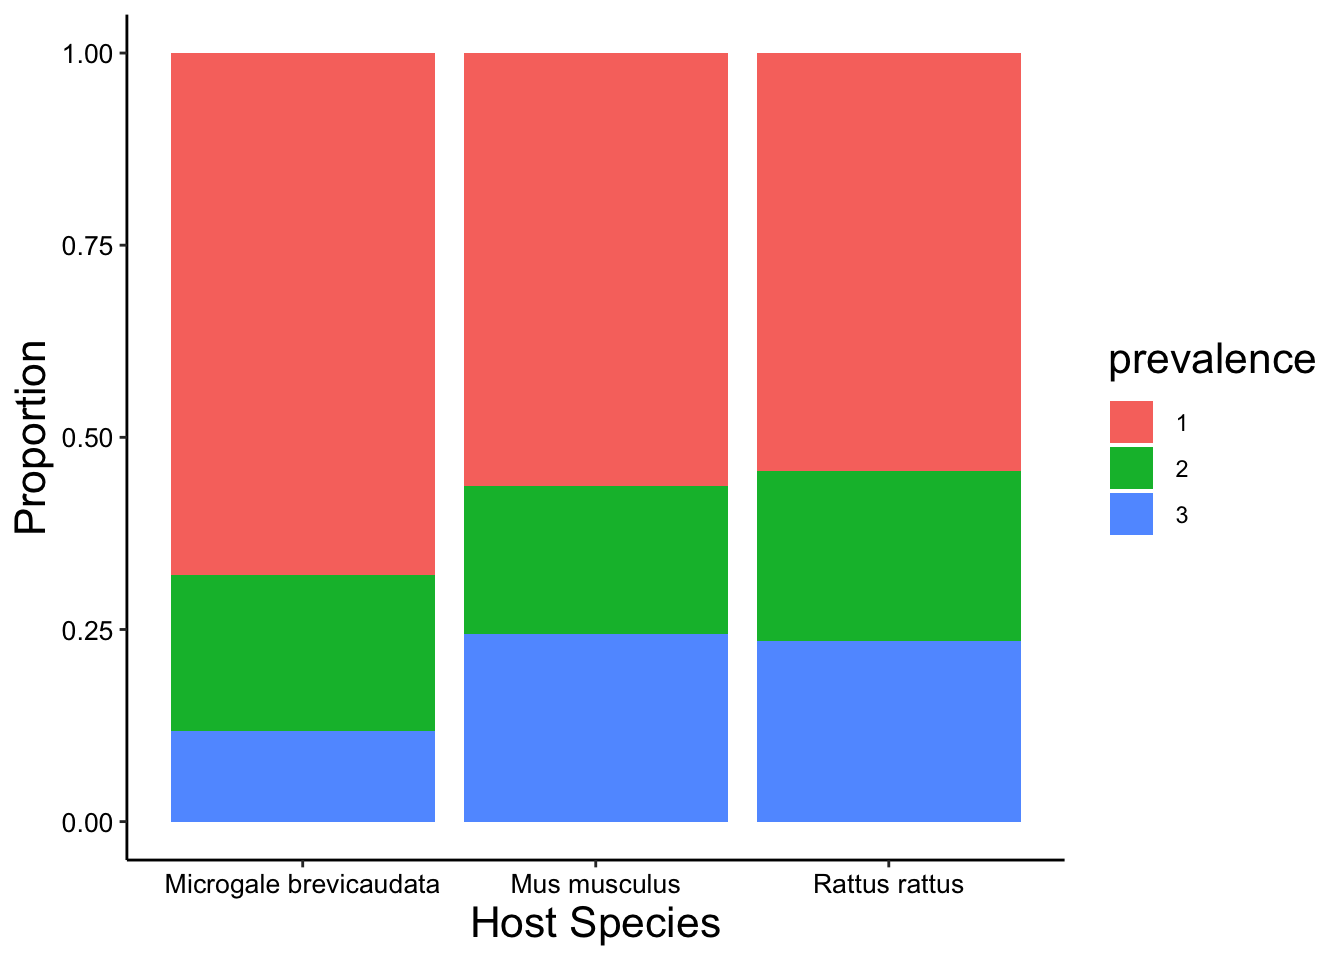 Proportion
1.00
0.75
0.50
0.25
0.00
Microgale brevicaudata
Mus musculus
Rattus rattus
Host Species
prevalence
1
2
3